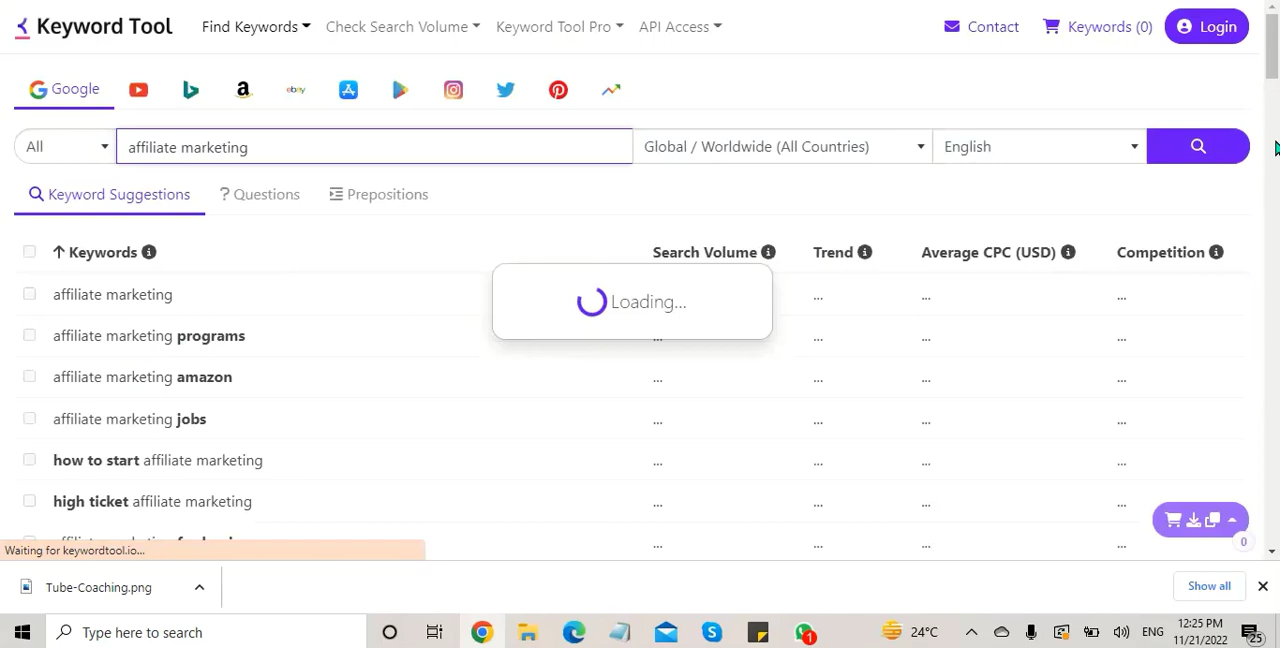 Keyword Tool Find Keywords Check Search Volume Keyword Tool Pro API Access Contact Keywords (0) Login
Google
All affiliate marketing Global / Worldwide (All Countries) English
Keyword Suggestions ? Questions Prepositions
Keywords Search Volume Trend Average CPC (USD) Competition
affiliate marketing ... ... ...
Loading...
affiliate marketing programs ... ... ... ...
affiliate marketing amazon ... ... ... ...
affiliate marketing jobs ... ... ... ...
how to start affiliate marketing ... ... ... ...
high ticket affiliate marketing ... ... ... ...
... ... ... ...
0
Waiting for keywordtool.io...
Tube-Coaching.png Show all
Type here to search 1 24°C ENG 12:25 PM
11/21/2022 25